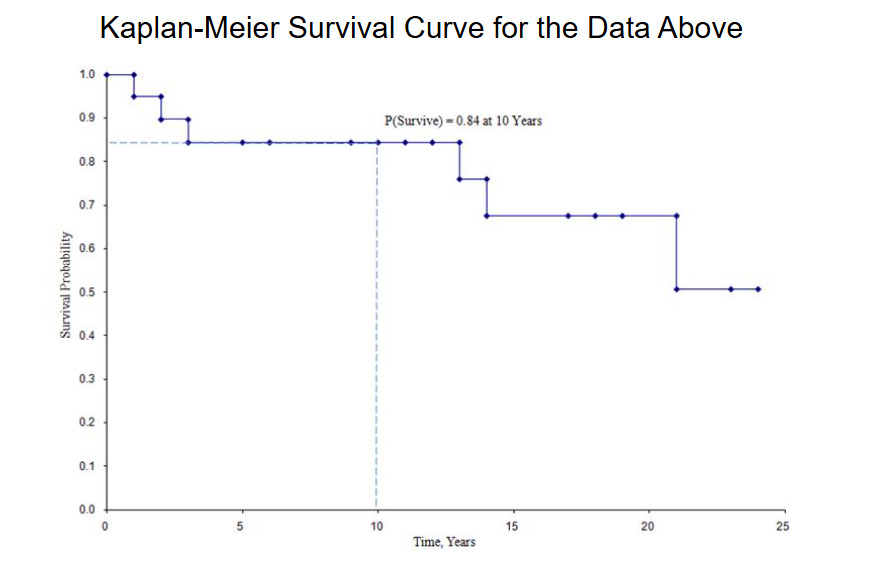 Kaplan-Meier Survival Curve for the Data Above
P(Survive) = 0.84 at 10 Years
Survival Probability
1.0
0.9
0.8
0.7
0.6
0.5
0.4
0.3
0.2
0.1
0.0
0 5 10 15 20 25
Time, Years